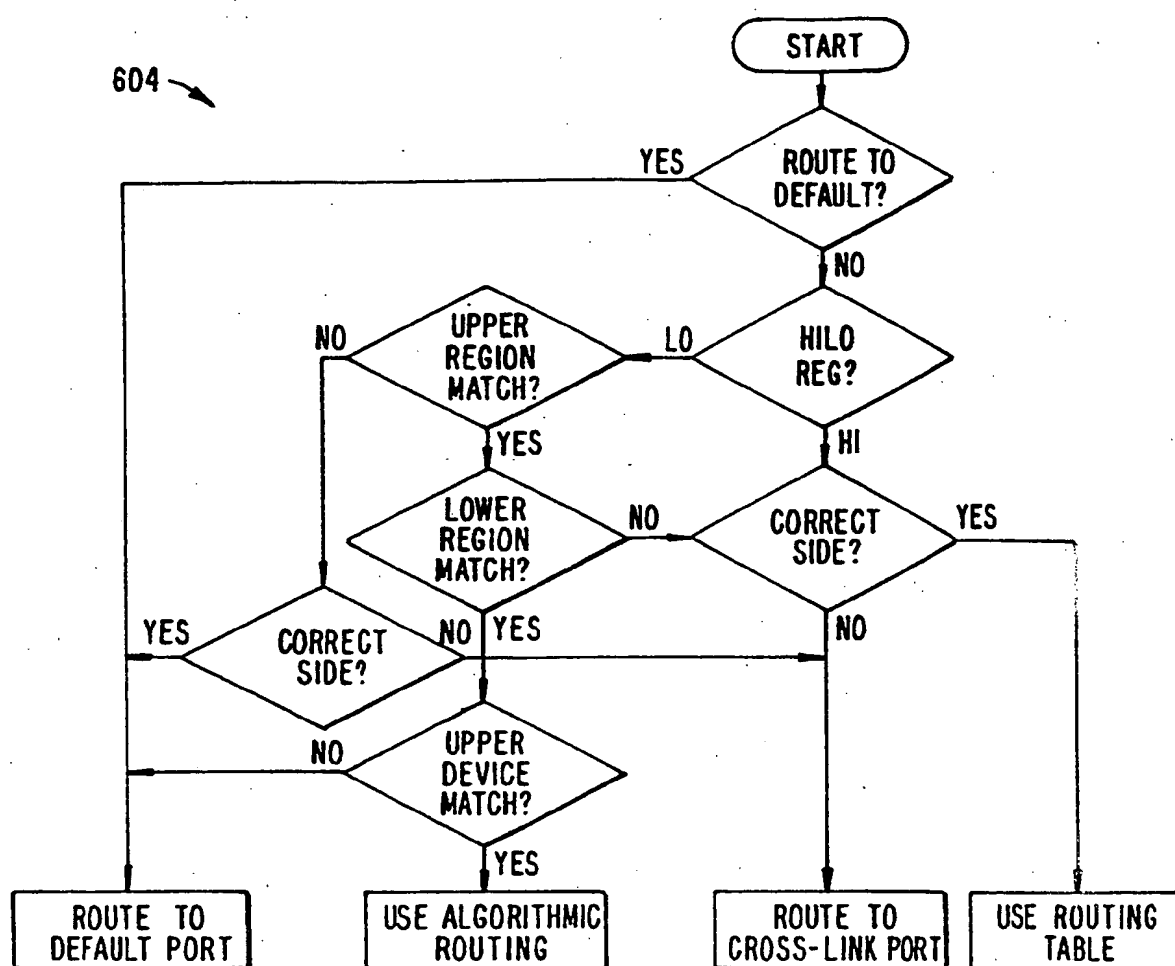 START
604
YES
ROUTE TO
DEFAULT?
NO
NO
UPPER
REGION
MATCH?
LO
HILO
REG?
YES
HI
LOWER
REGION
MATCH?
NO
CORRECT
SIDE?
YES
YES
CORRECT
SIDE?
NO
YES
NO
NO
UPPER
DEVICE
MATCH?
YES
ROUTE TO
DEFAULT PORT
USE ALGORITHMIC
ROUTING
ROUTE TO
CROSS-LINK PORT
USE ROUTING
TABLE